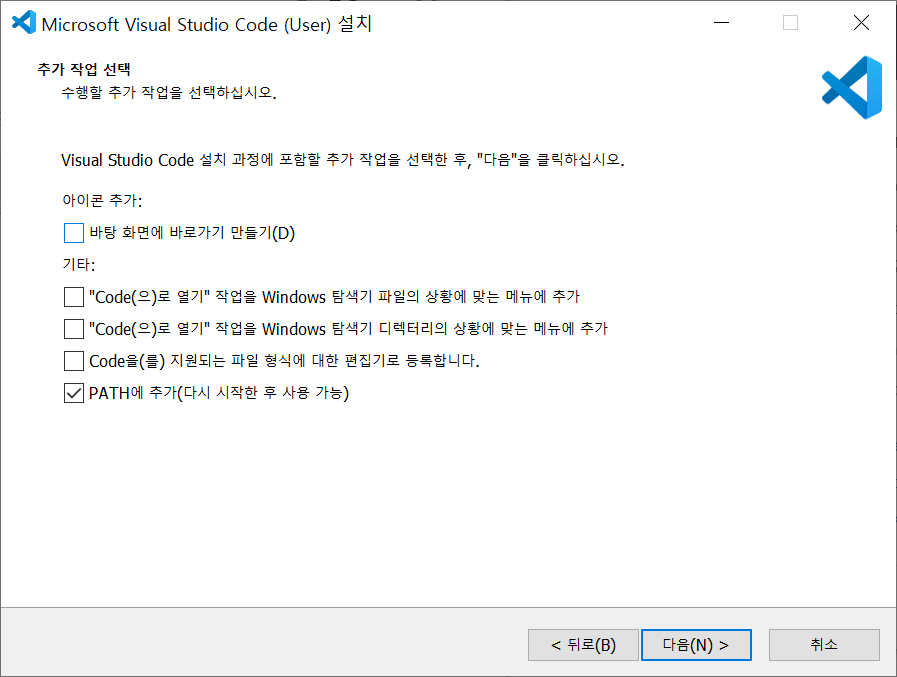 Microsoft Visual Studio Code (User) 설치
추가 작업 선택
수행할 추가 작업을 선택하십시오.
Visual Studio Code 설치 과정에 포함할 추가 작업을 선택한 후, "다음"을 클릭하십시오.
아이콘 추가:
바탕 화면에 바로가기 만들기(D)
기타:
"Code(으)로 열기" 작업을 Windows 탐색기 파일의 상황에 맞는 메뉴에 추가
"Code(으)로 열기" 작업을 Windows 탐색기 디렉터리의 상황에 맞는 메뉴에 추가
Code을(를) 지원되는 파일 형식에 대한 편집기로 등록합니다.
PATH에 추가(다시 시작한 후 사용 가능)
< 뒤로(B) 다음(N) > 취소